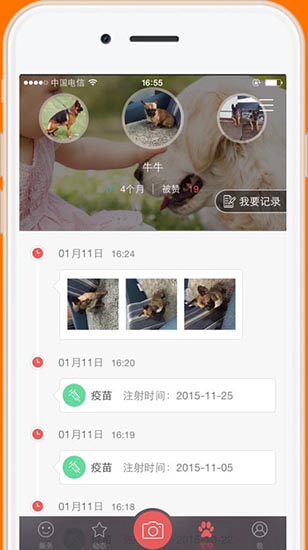 中国电信
16:55
牛牛
4个月 | 被赞 19
我要记录
01月11日 16:24
01月11日 16:20
疫苗 注射时间：2015-11-25
01月11日 16:19
疫苗 注射时间：2015-11-23
01月11日 16:18
服务 动态 我